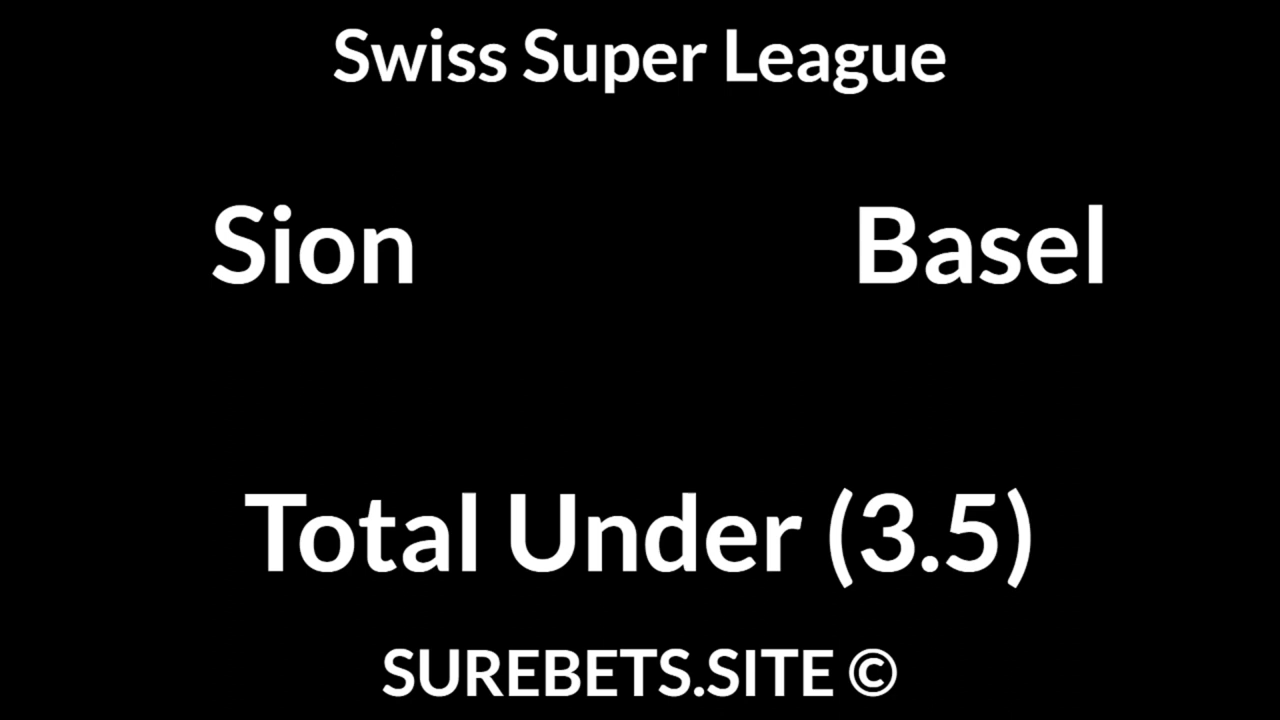 Swiss Super League
Sion Basel
Total Under (3.5)
SUREBETS.SITE ©